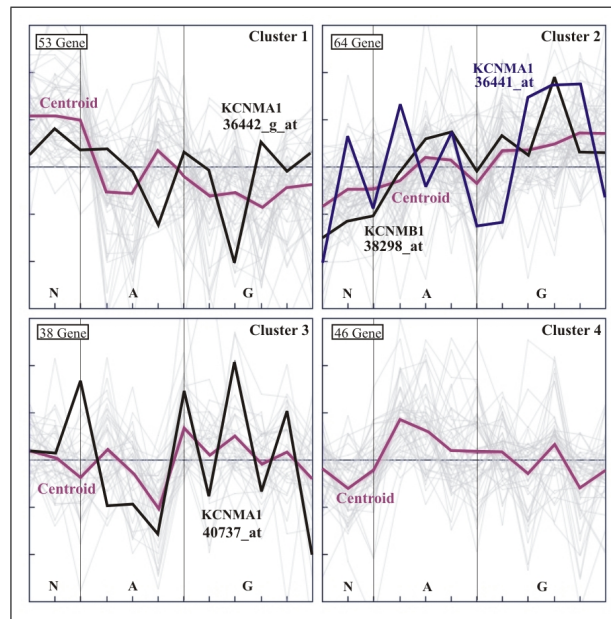 53 Gene
Cluster 1
Centroid
KCNMA1
36442_g_at
N A G
64 Gene
Cluster 2
KCNMA1
36441_at
Centroid
KCNMB1
38298_at
N A G
38 Gene
Cluster 3
Centroid
KCNMA1
40737_at
N A G
46 Gene
Cluster 4
Centroid
N A G